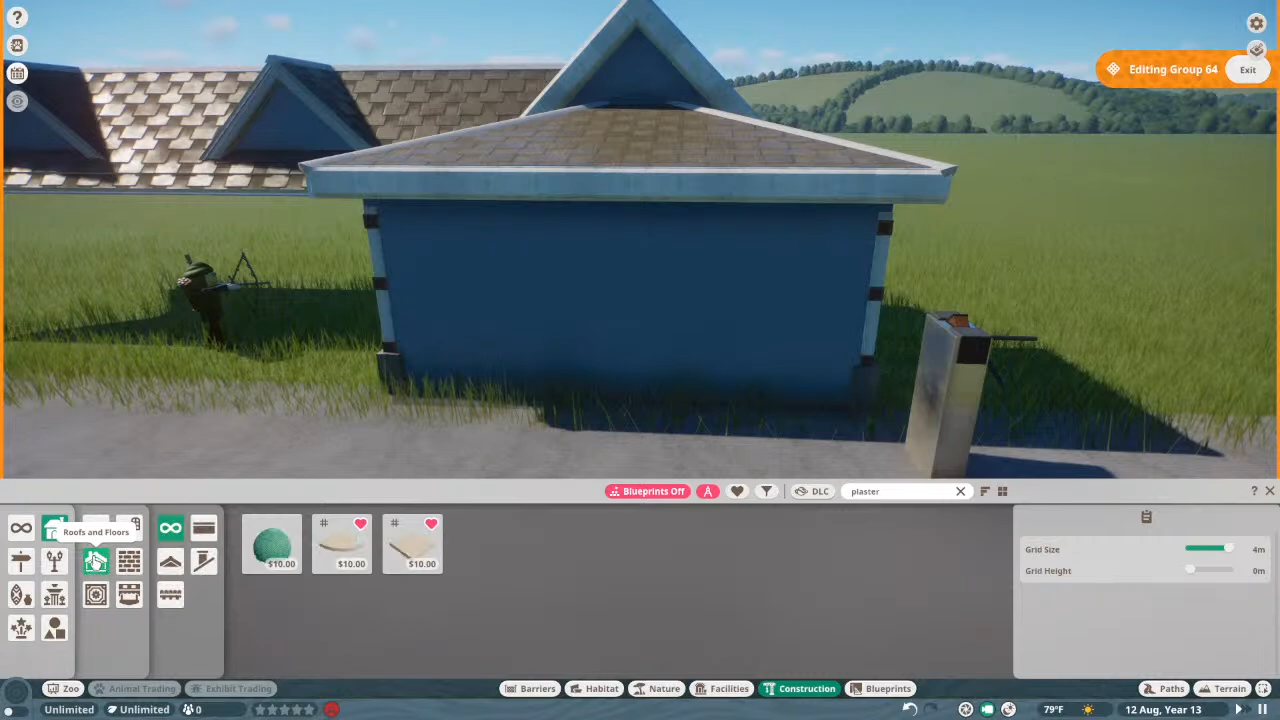 ?
Editing Group 64
Exit
Blueprints Off
DLC
plaster
?
Roofs and Floors
$10.00
$10.00
$10.00
Grid Size
4m
Grid Height
0m
Zoo
Animal Trading
Exhibit Trading
Barriers
Habitat
Nature
Facilities
Construction
Blueprints
Paths
Terrain
Unlimited
Unlimited
0
79°F
12 Aug, Year 13